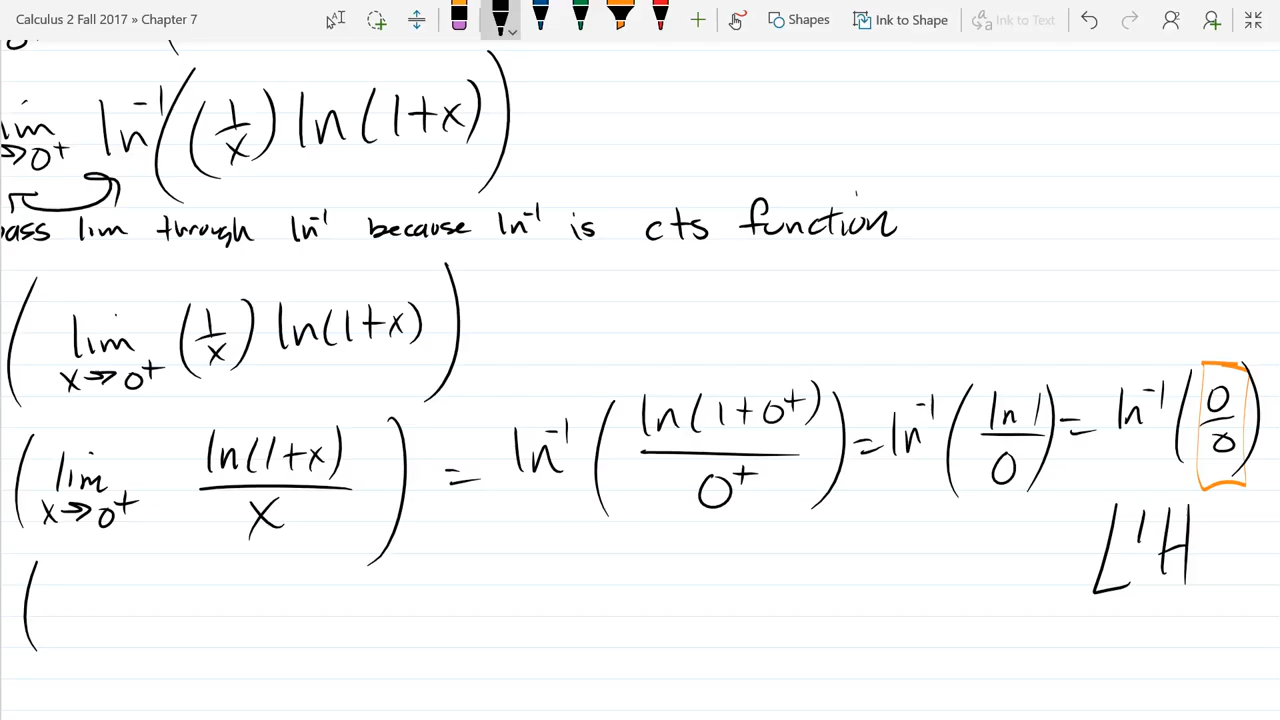 Calculus 2 Fall 2017 » Chapter 7
Shapes Ink to Shape Ink to Text
→0⁺ ln⁻¹((1/x) ln(1+x))
lim through ln⁻¹ because ln⁻¹ is cts function
(lim x→0⁺ (1/x) ln(1+x))
(lim x→0⁺ ln(1+x)/x) = ln⁻¹(ln(1+0⁺)/0⁺) = ln⁻¹(ln 1/0) = ln⁻¹(0/0)
L'H
(